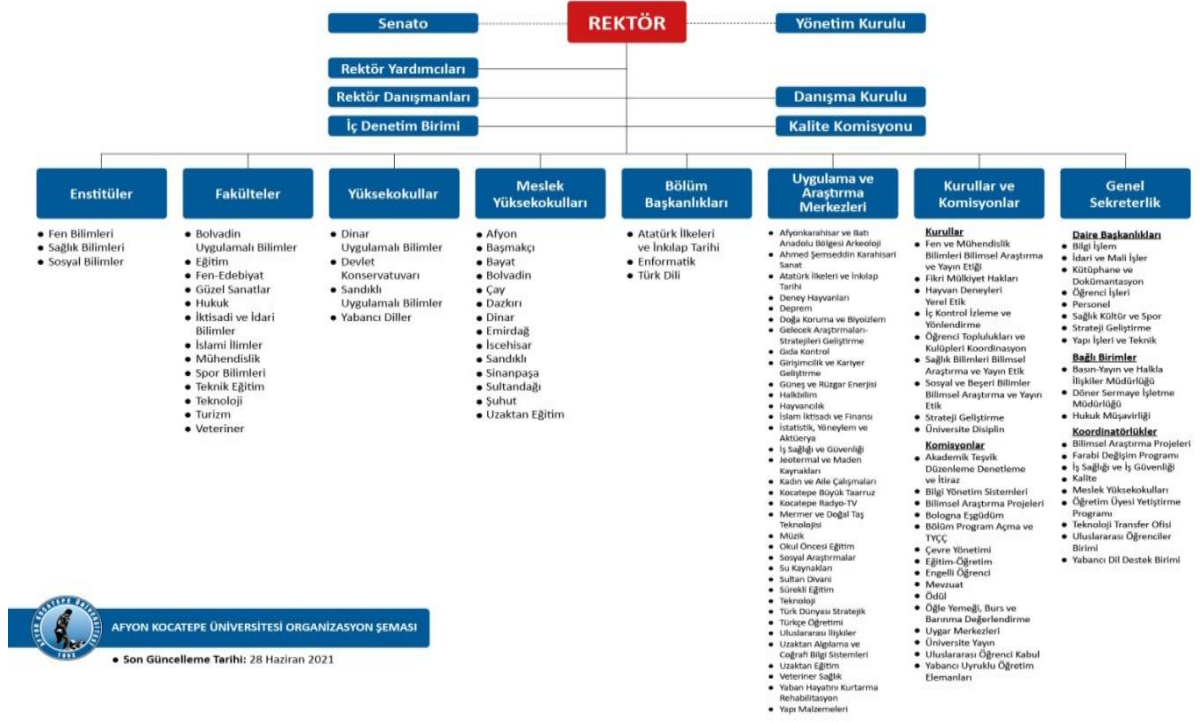 Senato
REKTÖR
Yönetim Kurulu
Rektör Yardımcıları
Rektör Danışmanları
Danışma Kurulu
İç Denetim Birimi
Kalite Komisyonu
Enstitüler
• Fen Bilimleri
• Sağlık Bilimleri
• Sosyal Bilimler
Fakülteler
• Bolvadin
Uygulamalı Bilimler
• Eğitim
• Fen-Edebiyat
• Güzel Sanatlar
• Hukuk
• İktisadi ve İdari
Bilimler
• İslami İlimler
• Mühendislik
• Spor Bilimleri
• Teknik Eğitim
• Teknoloji
• Turizm
• Veteriner
Yüksekokullar
• Dinar
Uygulamalı Bilimler
• Devlet
Konservatuvarı
• Sandıklı
Uygulamalı Bilimler
• Yabancı Diller
Meslek
Yüksekokulları
• Afyon
• Başmakçı
• Bayat
• Bolvadin
• Çay
• Dazkırı
• Dinar
• Emirdağ
• İscehisar
• Sandıklı
• Sinanpaşa
• Sultandağı
• Şuhut
• Uzaktan Eğitim
Bölüm
Başkanlıkları
• Atatürk İlkeleri
ve İnkılap Tarihi
• Enformatik
• Türk Dili
Uygulama ve
Araştırma
Merkezleri
• Afyonkarahisar ve Batı
Anadolu Bölgesi Arkeoloji
• Ahmed Şemseddin Karahisari
Sanat
• Atatürk İlkeleri ve İnkılap
Tarihi
• Deney Hayvanları
• Deprem
• Doğa Koruma ve Biyoizlem
• Gelecek Araştırmaları-
Stratejileri Geliştirme
• Gıda Kontrol
• Girişimcilik ve Kariyer
Geliştirme
• Güneş ve Rüzgar Enerjisi
• Halkbilim
• Hayvancılık
• İslam İktisadı ve Finansı
• İstatistik, Yöneylem ve
Aktüerya
• İş Sağlığı ve Güvenliği
• Jeotermal ve Maden
Kaynakları
• Kadın ve Aile Çalışmaları
• Kocatepe Büyük Taarruz
• Kocatepe Radyo-TV
• Mermer ve Doğal Taş
Teknolojisi
• Müzik
• Okul Öncesi Eğitim
• Sosyal Araştırmalar
• Su Kaynakları
• Sultan Divani
• Sürekli Eğitim
• Teknoloji
• Türk Dünyası Stratejik
• Türkçe Öğretimi
• Uluslararası İlişkiler
• Uzaktan Algılama ve
Coğrafi Bilgi Sistemleri
• Uzaktan Eğitim
• Veteriner Sağlık
• Yaban Hayatını Kurtarma
Rehabilitasyon
• Yapı Malzemeleri
Kurullar ve
Komisyonlar
Kurullar
• Fen ve Mühendislik
Bilimleri Bilimsel Araştırma
ve Yayın Etiği
• Fikri Mülkiyet Hakları
• Hayvan Deneyleri
Yerel Etik
• İç Kontrol İzleme ve
Yönlendirme
• Öğrenci Toplulukları ve
Kulüpleri Koordinasyon
• Sağlık Bilimleri Bilimsel
Araştırma ve Yayın Etik
• Sosyal ve Beşeri Bilimler
Bilimsel Araştırma ve Yayın
Etik
• Strateji Geliştirme
• Üniversite Disiplin
Komisyonlar
• Akademik Teşvik
Düzenleme Denetleme
ve İtiraz
• Bilgi Yönetim Sistemleri
• Bilimsel Araştırma Projeleri
• Bologna Eşgüdüm
• Bölüm Program Açma ve
TYÇÇ
• Çevre Yönetimi
• Eğitim-Öğretim
• Engelli Öğrenci
• Mevzuat
• Ödül
• Öğle Yemeği, Burs ve
Barınma Değerlendirme
• Uygar Merkezleri
• Üniversite Yayın
• Uluslararası Öğrenci Kabul
• Yabancı Uyruklu Öğretim
Elemanları
Genel
Sekreterlik
Daire Başkanlıkları
• Bilgi İşlem
• İdari ve Mali İşler
• Kütüphane ve
Dokümantasyon
• Öğrenci İşleri
• Personel
• Sağlık Kültür ve Spor
• Strateji Geliştirme
• Yapı İşleri ve Teknik
Bağlı Birimler
• Basın-Yayın ve Halkla
İlişkiler Müdürlüğü
• Döner Sermaye İşletme
Müdürlüğü
• Hukuk Müşavirliği
Koordinatörlükler
• Bilimsel Araştırma Projeleri
• Farabi Değişim Programı
• İş Sağlığı ve İş Güvenliği
• Kalite
• Meslek Yüksekokulları
• Öğretim Üyesi Yetiştirme
Programı
• Teknoloji Transfer Ofisi
• Uluslararası Öğrenciler
Birimi
• Yabancı Dil Destek Birimi
AFYON KOCATEPE ÜNİVERSİTESİ
1992
AFYON KOCATEPE ÜNİVERSİTESİ ORGANİZASYON ŞEMASI
• Son Güncelleme Tarihi: 28 Haziran 2021